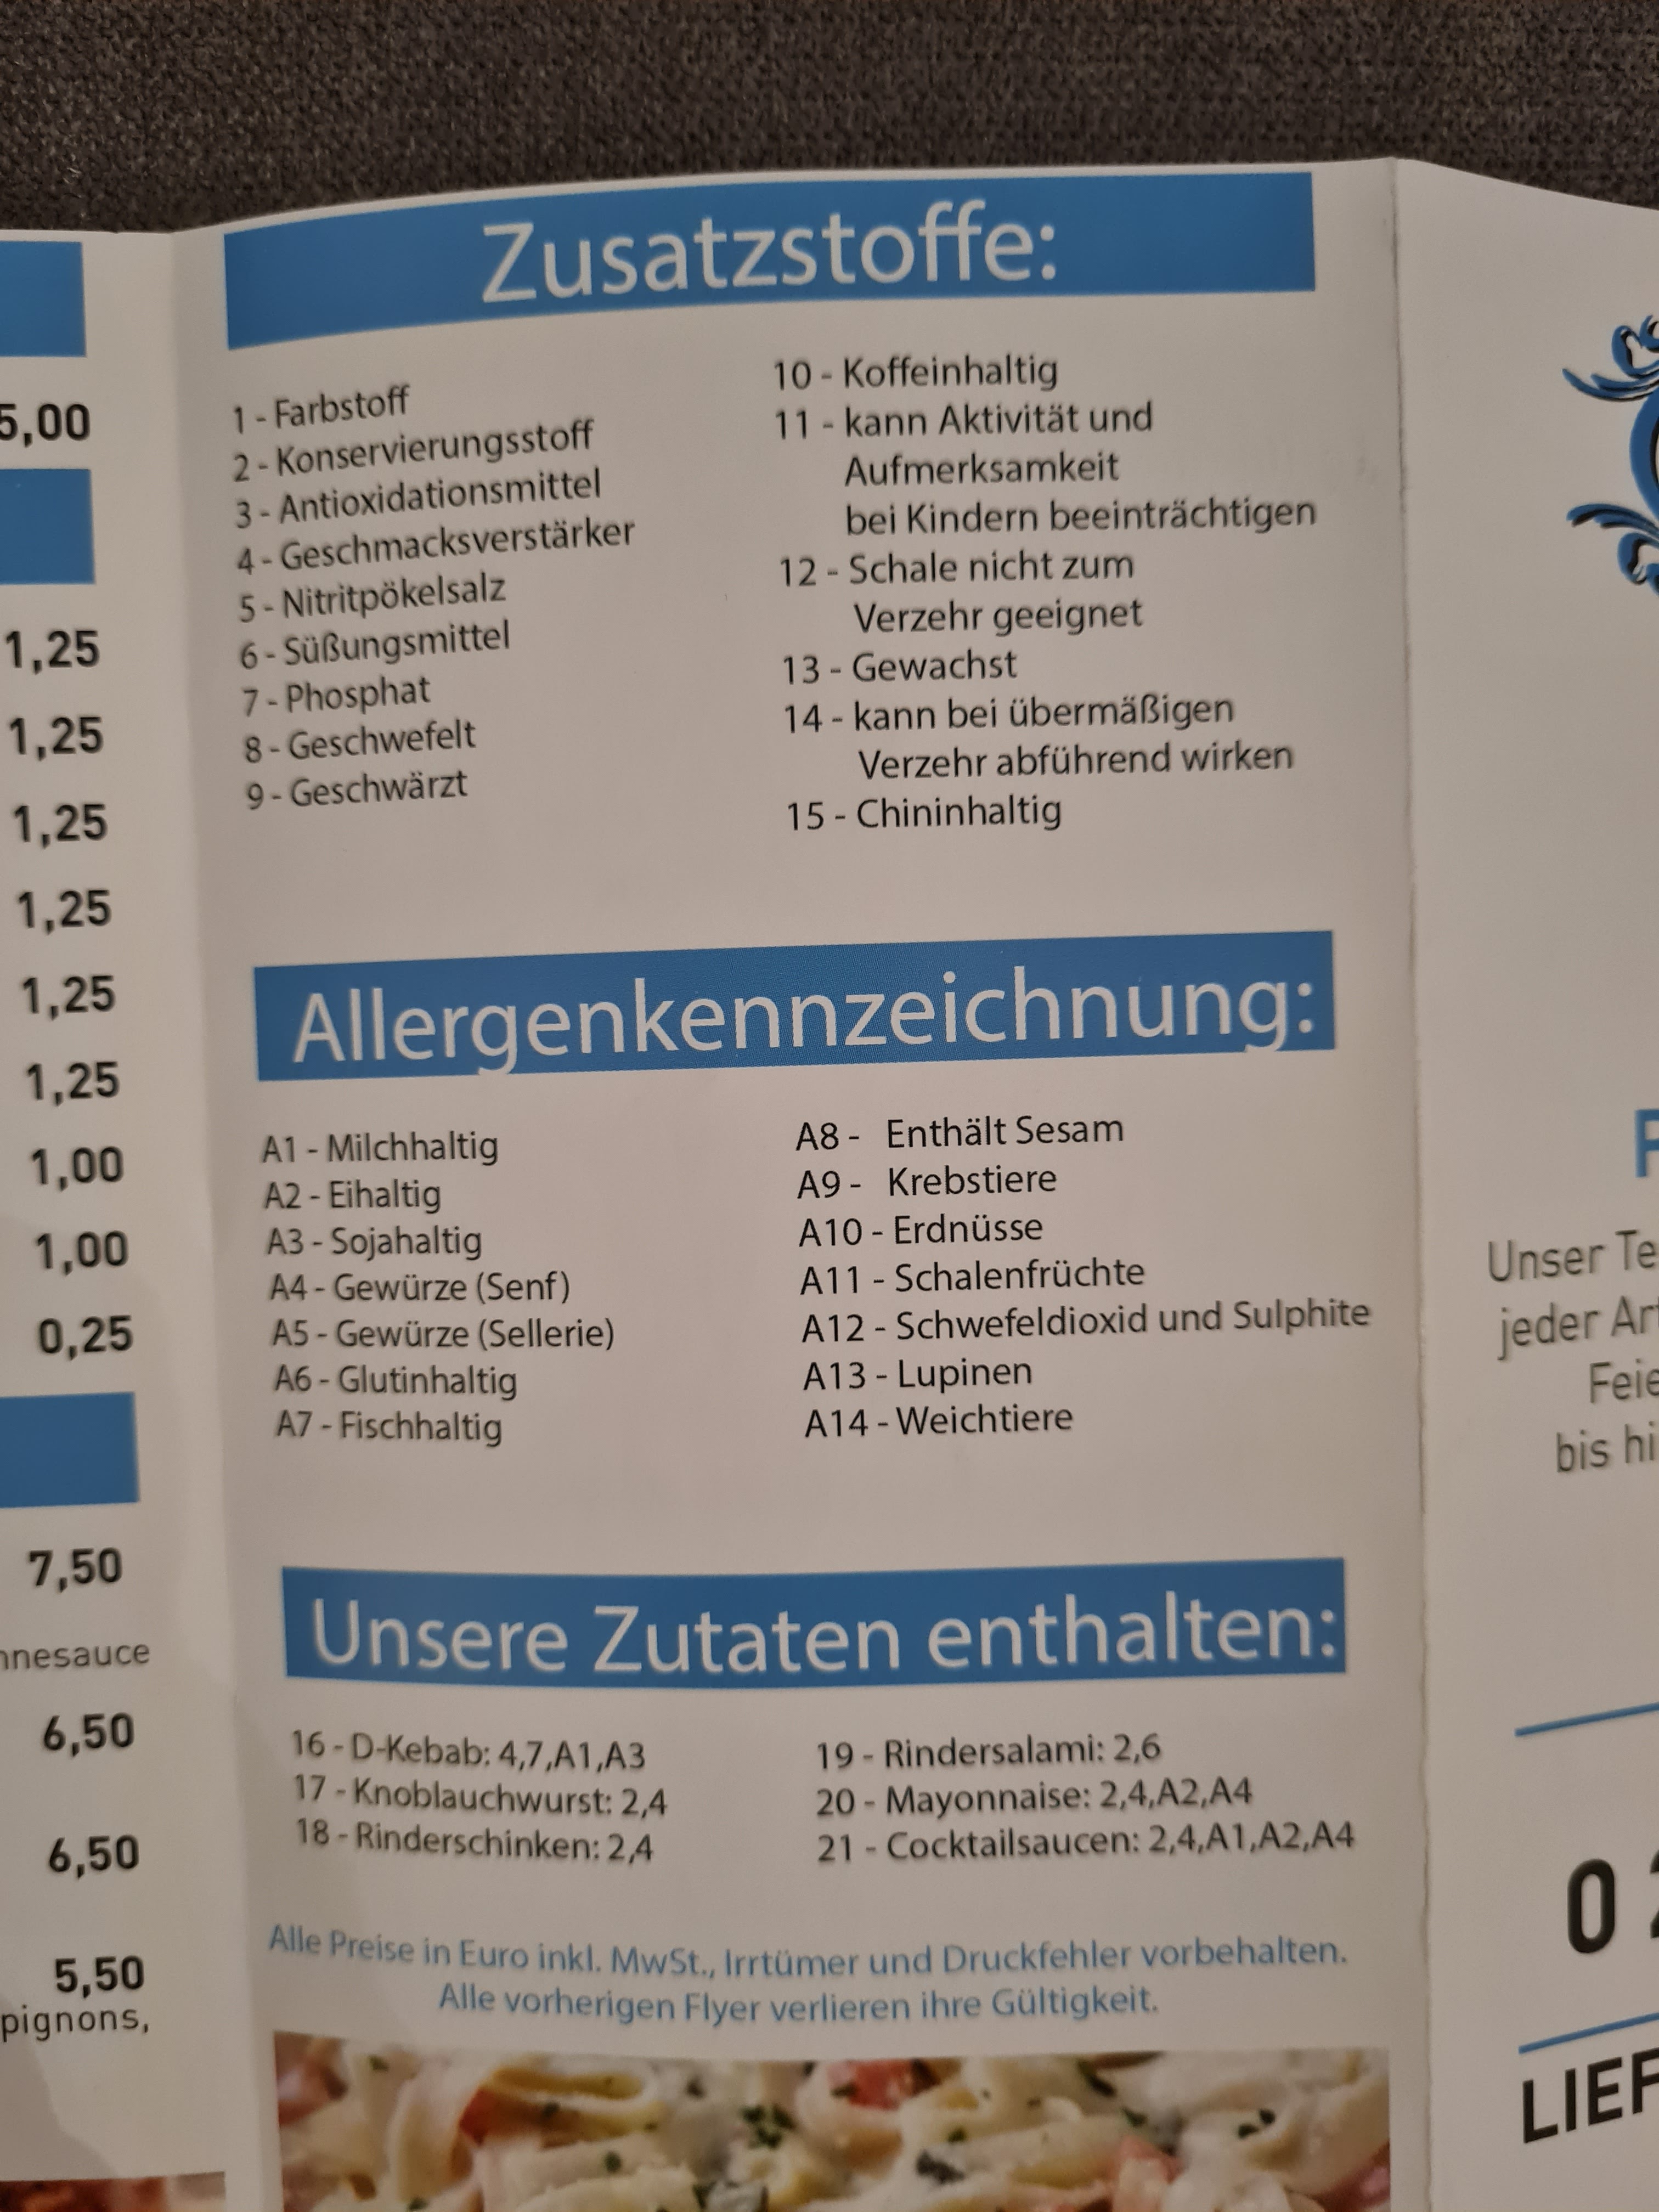 5,00
1,25
1,25
1,25
1,25
1,25
1,25
1,00
1,00
0,25
7,50
6,50
6,50
5,50
Zusatzstoffe:
1 - Farbstoff
2 - Konservierungsstoff
3 - Antioxidationsmittel
4 - Geschmacksverstärker
5 - Nitritpökelsalz
6 - Süßungsmittel
7 - Phosphat
8 - Geschwefelt
9 - Geschwärzt
10 - Koffeinhaltig
11 - kann Aktivität und
Aufmerksamkeit
bei Kindern beeinträchtigen
12 - Schale nicht zum
Verzehr geeignet
13 - Gewachst
14 - kann bei übermäßigen
Verzehr abführend wirken
15 - Chininhaltig
Allergenkennzeichnung:
A1 - Milchhaltig
A2 - Eihaltig
A3 - Sojahaltig
A4 - Gewürze (Senf)
A5 - Gewürze (Sellerie)
A6 - Glutinhaltig
A7 - Fischhaltig
A8 - Enthält Sesam
A9 - Krebstiere
A10 - Erdnüsse
A11 - Schalenfrüchte
A12 - Schwefeldioxid und Sulphite
A13 - Lupinen
A14 - Weichtiere
Unsere Zutaten enthalten:
16 - D-Kebab: 4,7,A1,A3
17 - Knoblauchwurst: 2,4
18 - Rinderschinken: 2,4
19 - Rindersalami: 2,6
20 - Mayonnaise: 2,4,A2,A4
21 - Cocktailsaucen: 2,4,A1,A2,A4
Alle Preise in Euro inkl. MwSt., Irrtümer und Druckfehler vorbehalten.
Alle vorherigen Flyer verlieren ihre Gültigkeit.
Unser
jeder
bis
0